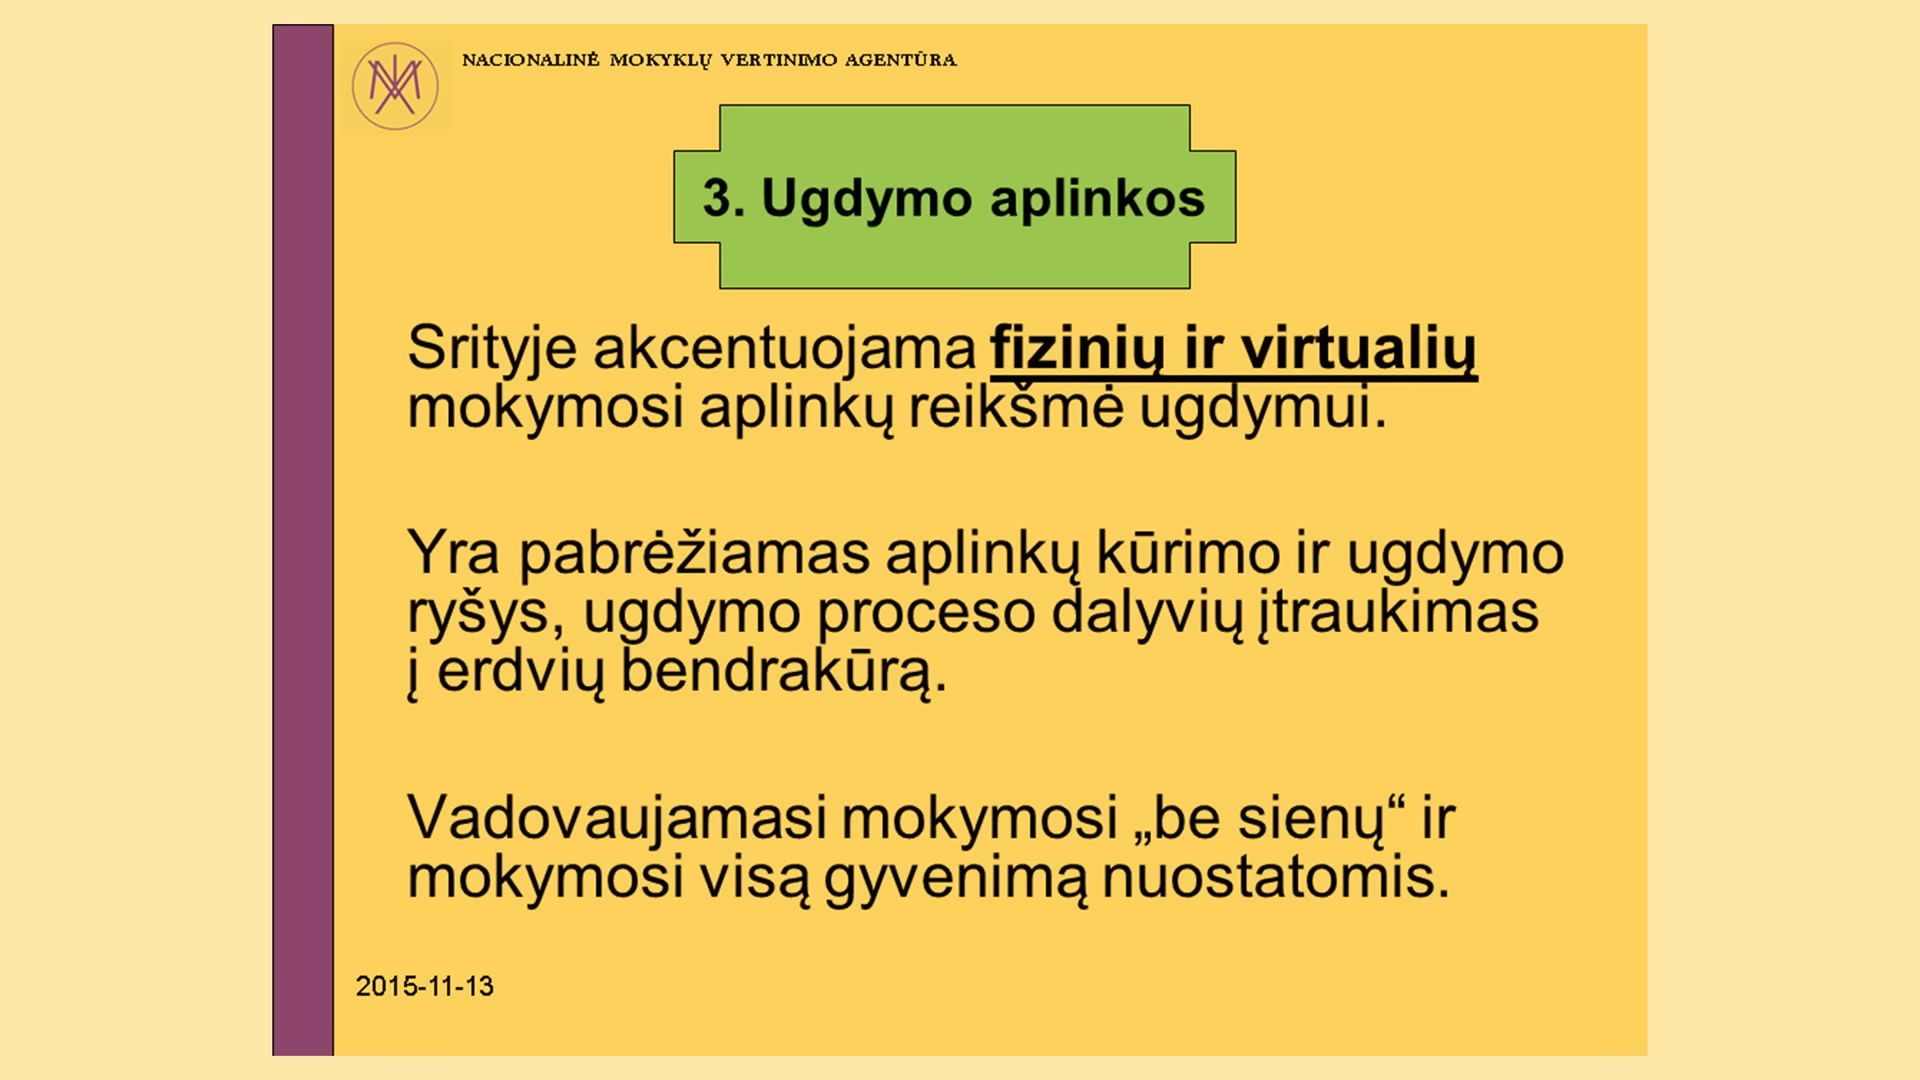 NACIONALINĖ MOKYKLŲ VERTINIMO AGENTŪRA
3. Ugdymo aplinkos
Srityje akcentuojama fizinių ir virtualių
mokymosi aplinkų reikšmė ugdymui.
Yra pabrėžiamas aplinkų kūrimo ir ugdymo
ryšys, ugdymo proceso dalyvių įtraukimas
į erdvių bendrakūrą.
Vadovaujamasi mokymosi „be sienų“ ir
mokymosi visą gyvenimą nuostatomis.
2015-11-13